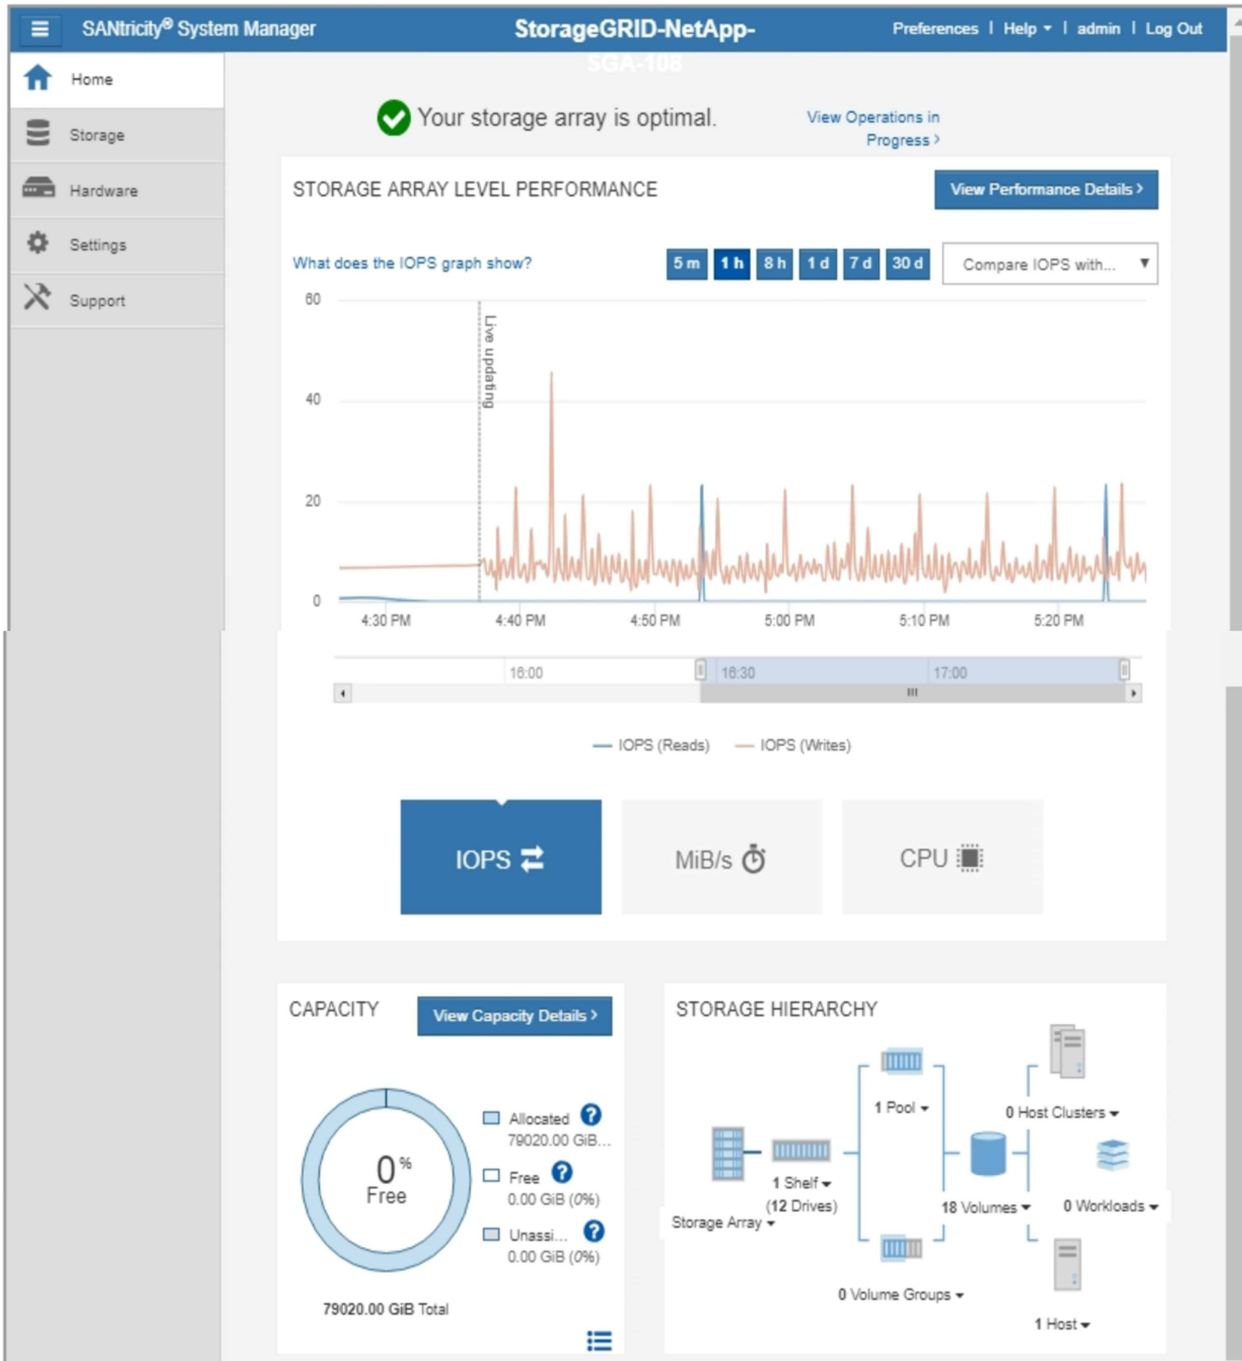 SANtricity® System Manager
StorageGRID-NetApp-
SGA-108
Preferences | Help | admin | Log Out
Home
Storage
Hardware
Settings
Support
Your storage array is optimal.
View Operations in
Progress >
STORAGE ARRAY LEVEL PERFORMANCE
View Performance Details >
What does the IOPS graph show?
5 m 1 h 8 h 1 d 7 d 30 d
Compare IOPS with...
60
40
20
0
Live updating
4:30 PM 4:40 PM 4:50 PM 5:00 PM 5:10 PM 5:20 PM
16:00 16:30 17:00
IOPS (Reads) IOPS (Writes)
IOPS
MiB/s
CPU
CAPACITY
View Capacity Details >
0%
Free
Allocated ?
79020.00 GiB...
Free ?
0.00 GiB (0%)
Unassi... ?
0.00 GiB (0%)
79020.00 GiB Total
STORAGE HIERARCHY
1 Pool
0 Host Clusters
1 Shelf
(12 Drives)
Storage Array
18 Volumes
0 Workloads
0 Volume Groups
1 Host